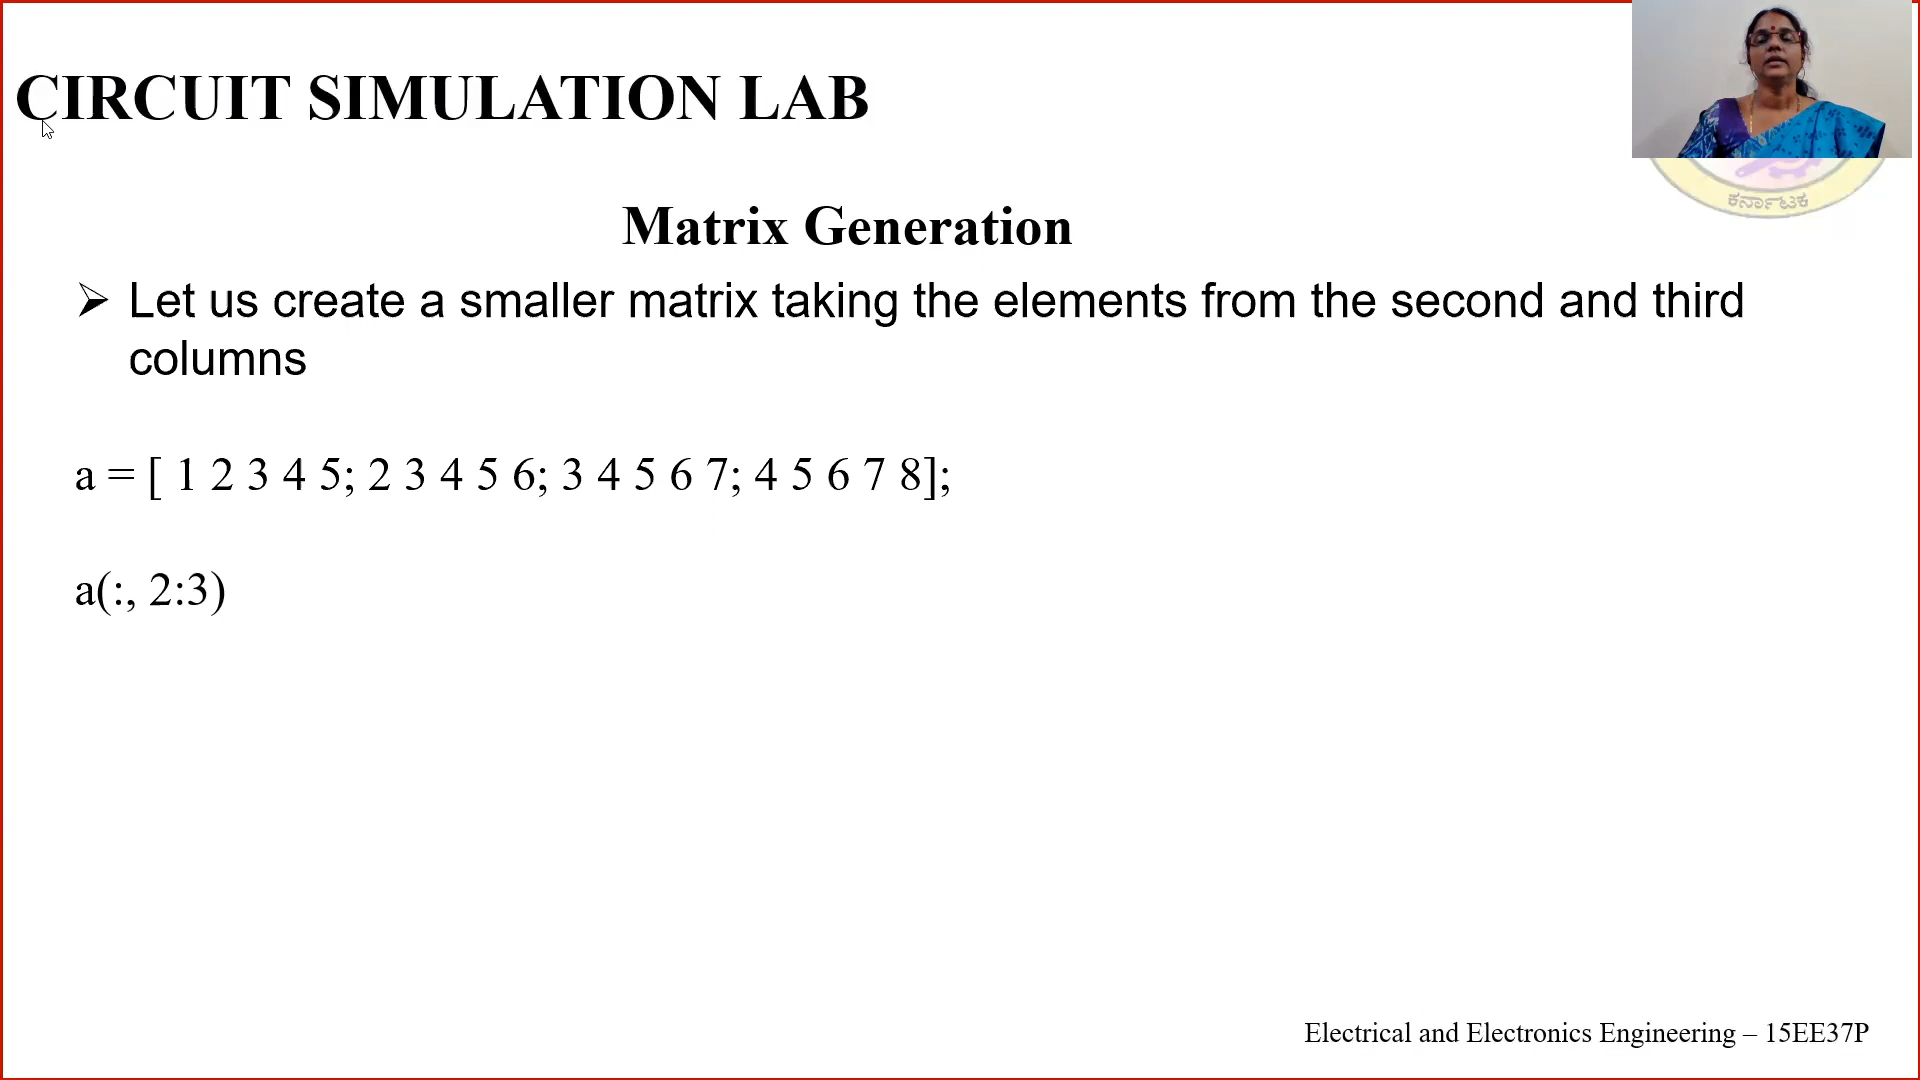 CIRCUIT SIMULATION LAB
ಕರ್ನಾಟಕ
Matrix Generation
➢ Let us create a smaller matrix taking the elements from the second and third
columns
a = [ 1 2 3 4 5; 2 3 4 5 6; 3 4 5 6 7; 4 5 6 7 8];
a(:, 2:3)
Electrical and Electronics Engineering – 15EE37P